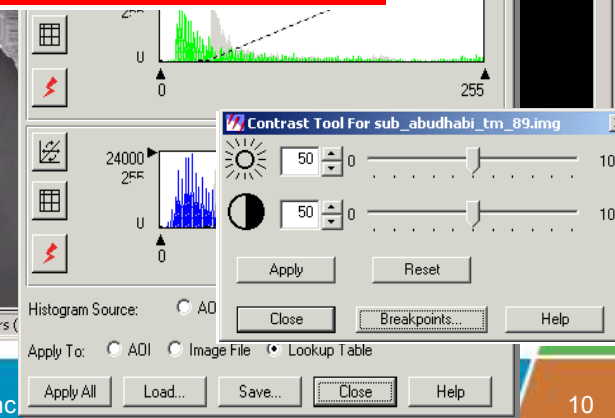 255
U
0 255
Contrast Tool For sub_abudhabi_tm_89.img
50 0 10
24000
255
50 0 10
U
0
Apply Reset
Histogram Source: AO
Close Breakpoints... Help
rs (
Apply To: AOI Image File Lookup Table
Apply All Load... Save... Close Help
nc
10